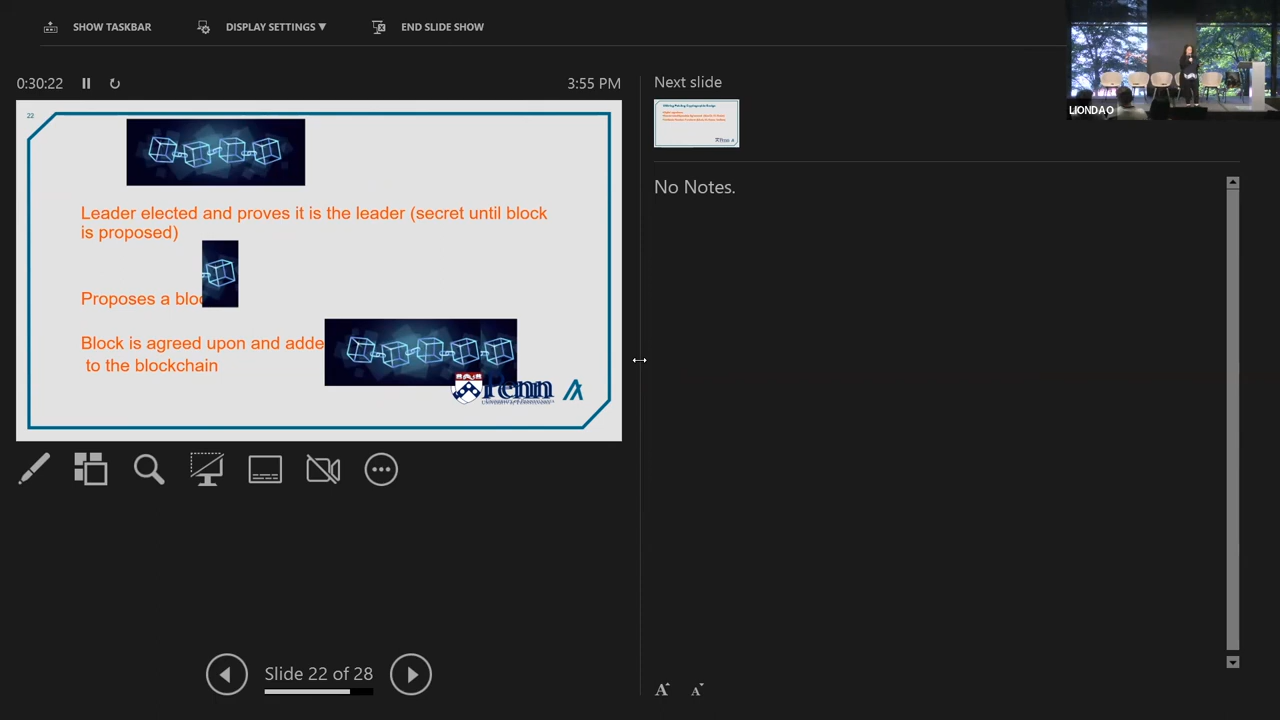 SHOW TASKBAR
DISPLAY SETTINGS ▼
END SLIDE SHOW
0:30:22
3:55 PM
22
Leader elected and proves it is the leader (secret until block
is proposed)
Proposes a bloc
Block is agreed upon and adde
to the blockchain
Penn
Slide 22 of 28
Next slide
No Notes.
A
A
LIONDAO